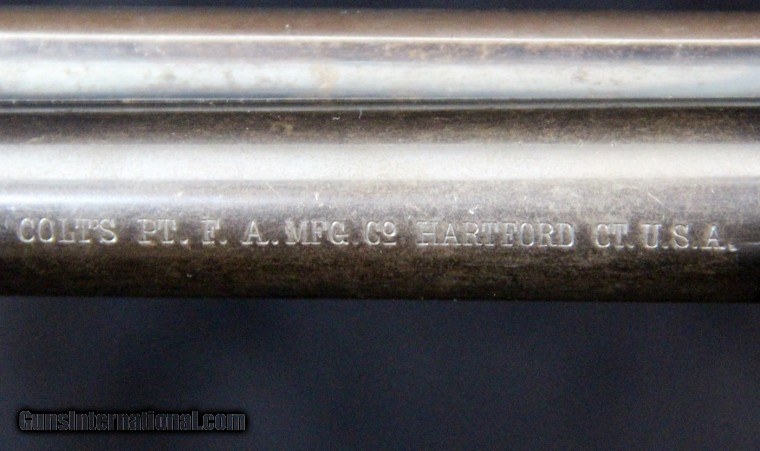 COLT'S PT. F. A. MFG. Co HARTFORD CT. U.S.A.
GunsInternational.com